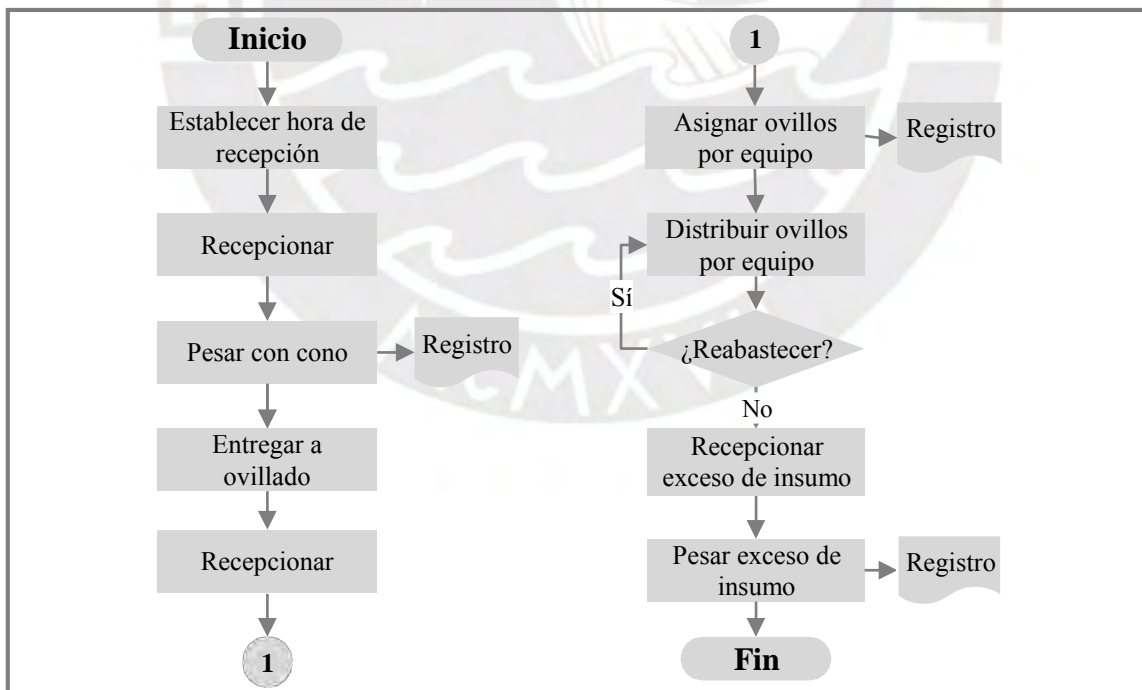 Inicio
Establecer hora de
recepción
Recepcionar
Pesar con cono
Registro
Entregar a
ovillado
Recepcionar
1
1
Asignar ovillos
por equipo
Registro
Distribuir ovillos
por equipo
Sí
¿Reabastecer?
No
Recepcionar
exceso de insumo
Pesar exceso de
insumo
Registro
Fin